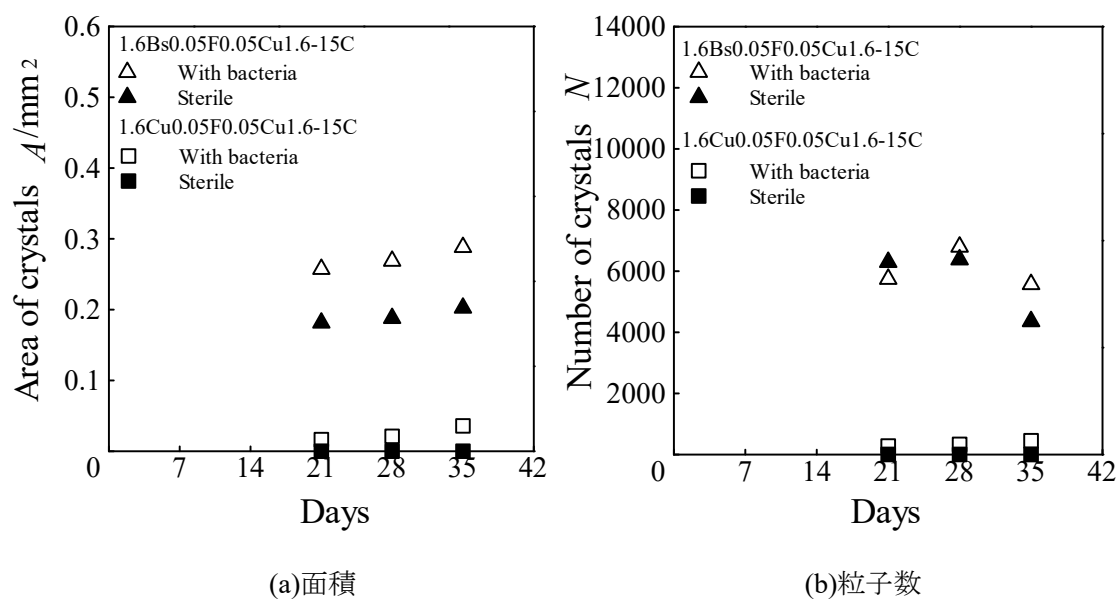 0.6
0.5
0.4
0.3
0.2
0.1
0
7
14
21
28
35
42
Area of crystals A/mm²
Days
1.6Bs0.05F0.05Cu1.6-15C
With bacteria
Sterile
1.6Cu0.05F0.05Cu1.6-15C
With bacteria
Sterile
(a)面積
14000
12000
10000
8000
6000
4000
2000
0
7
14
21
28
35
42
Number of crystals N
Days
1.6Bs0.05F0.05Cu1.6-15C
With bacteria
Sterile
1.6Cu0.05F0.05Cu1.6-15C
With bacteria
Sterile
(b)粒子数